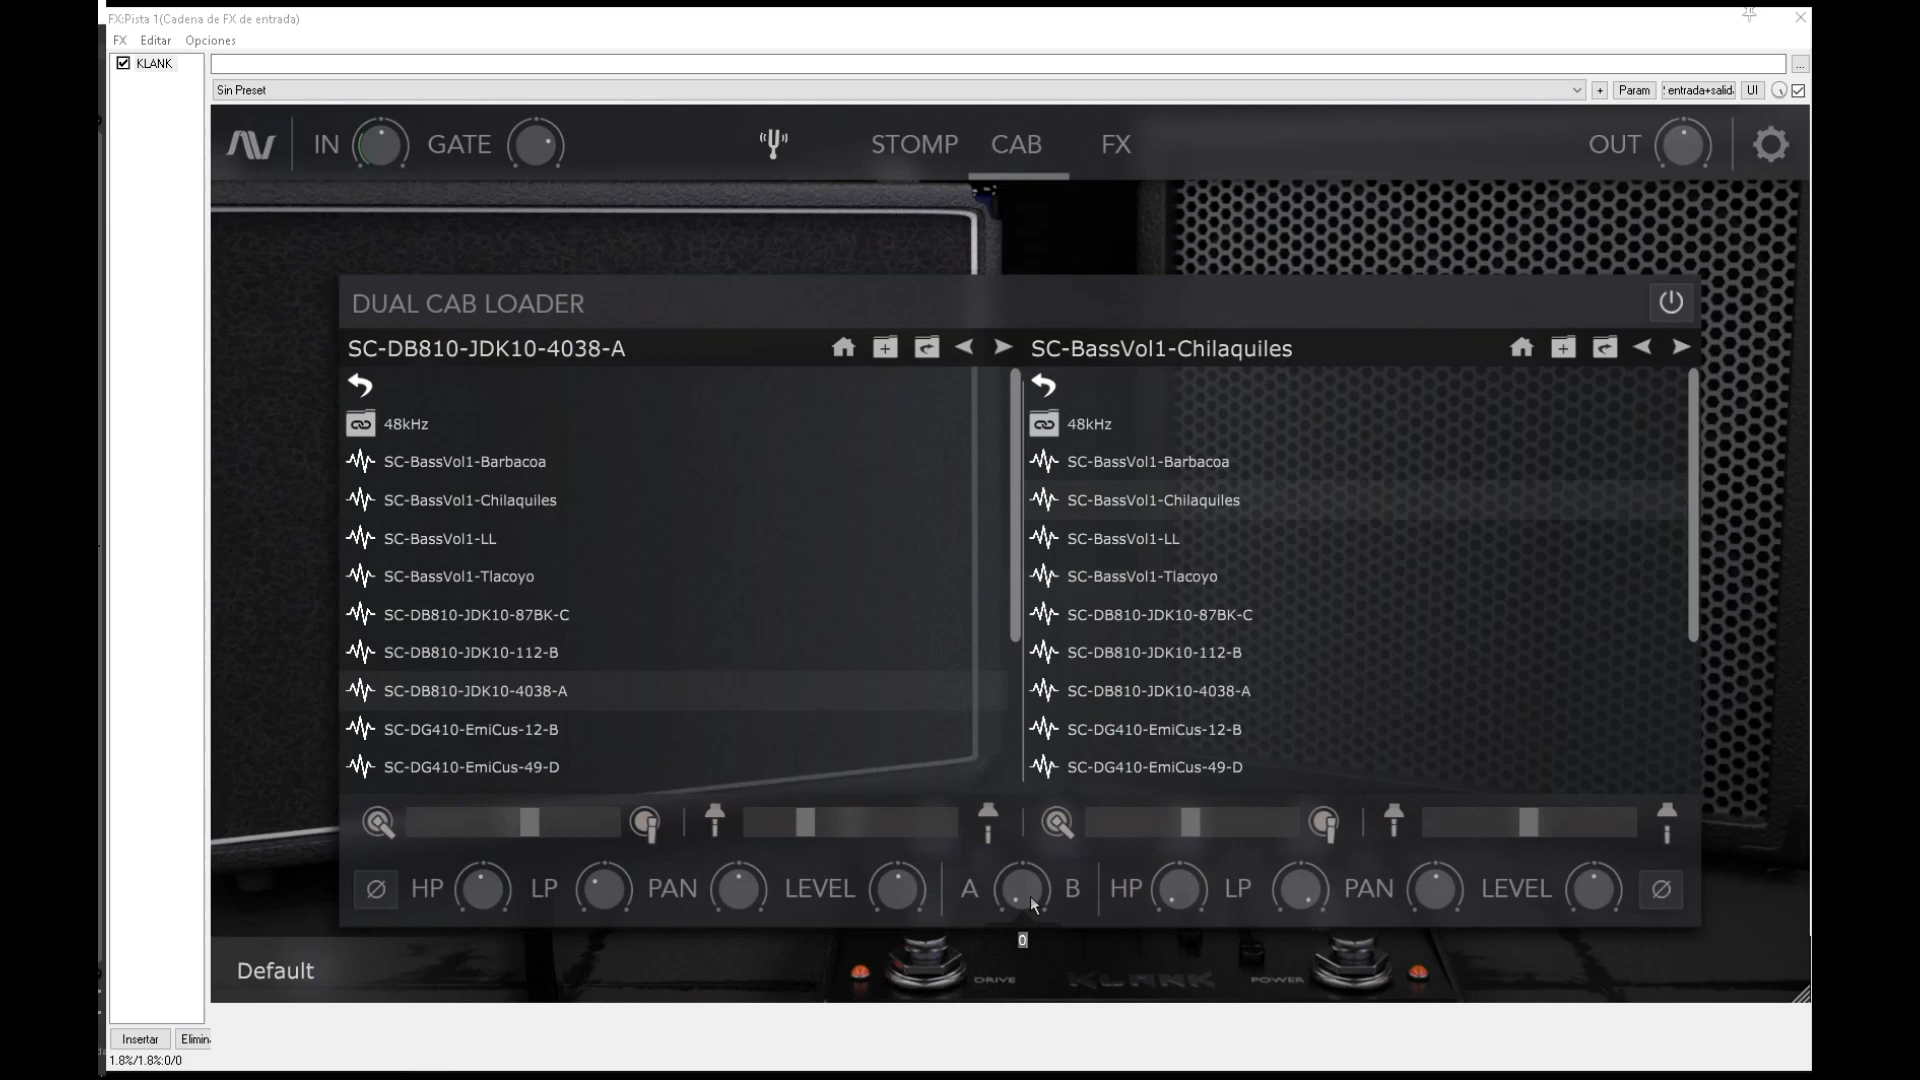 FX:Pista 1(Cadena de FX de entrada)
FX Editar Opciones
KLANK
...
Sin Preset
+ Param entrada+salid UI
IN GATE STOMP CAB FX OUT
DUAL CAB LOADER
SC-DB810-JDK10-4038-A
48kHz
SC-BassVol1-Barbacoa
SC-BassVol1-Chilaquiles
SC-BassVol1-LL
SC-BassVol1-Tlacoyo
SC-DB810-JDK10-87BK-C
SC-DB810-JDK10-112-B
SC-DB810-JDK10-4038-A
SC-DG410-EmiCus-12-B
SC-DG410-EmiCus-49-D
SC-BassVol1-Chilaquiles
48kHz
SC-BassVol1-Barbacoa
SC-BassVol1-Chilaquiles
SC-BassVol1-LL
SC-BassVol1-Tlacoyo
SC-DB810-JDK10-87BK-C
SC-DB810-JDK10-112-B
SC-DB810-JDK10-4038-A
SC-DG410-EmiCus-12-B
SC-DG410-EmiCus-49-D
Ø HP LP PAN LEVEL A B HP LP PAN LEVEL Ø
0
Default
DRIVE KLANK POWER
Insertar Elimin
1.8%/1.8%:0/0